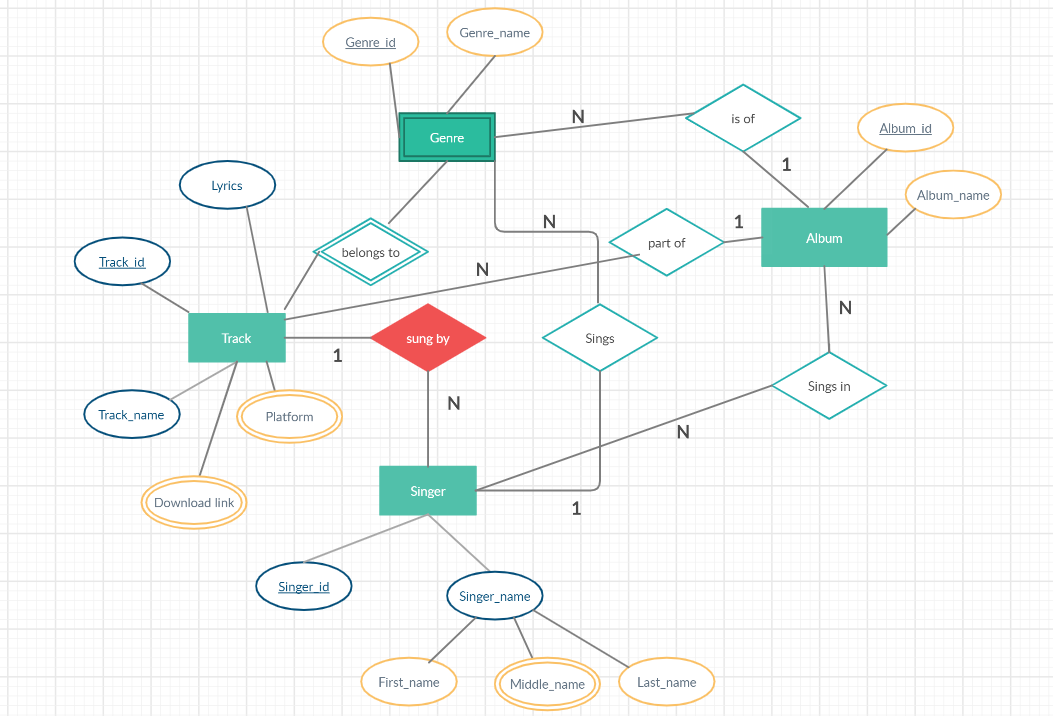 Genre_id
Genre_name
Genre
N
is of
1
Album_id
Album_name
Lyrics
Track_id
belongs to
N
part of
1
Album
N
N
Track
1
sung by
Sings
N
Sings in
Track_name
Platform
N
Download link
Singer
1
Singer_id
Singer_name
First_name
Middle_name
Last_name